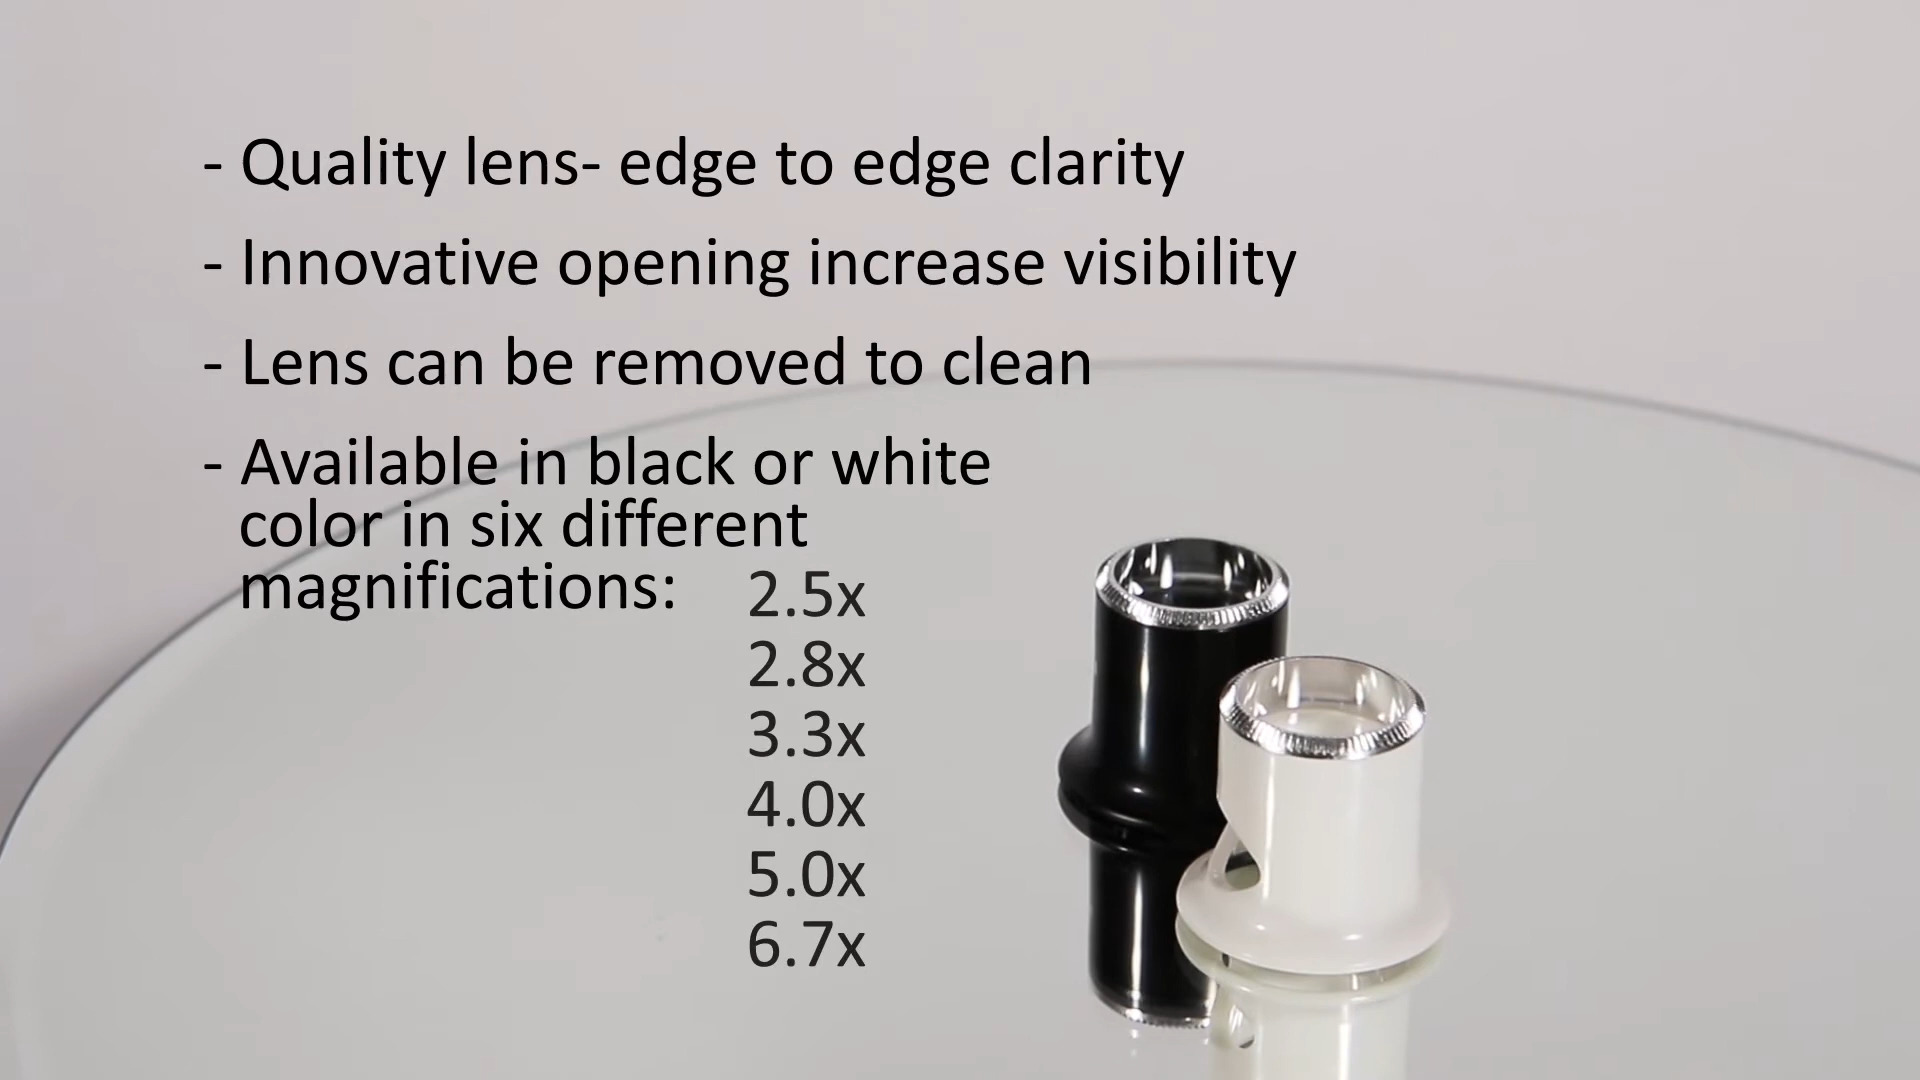 - Quality lens- edge to edge clarity
- Innovative opening increase visibility
- Lens can be removed to clean
- Available in black or white
color in six different
magnifications:
2.5x
2.8x
3.3x
4.0x
5.0x
6.7x